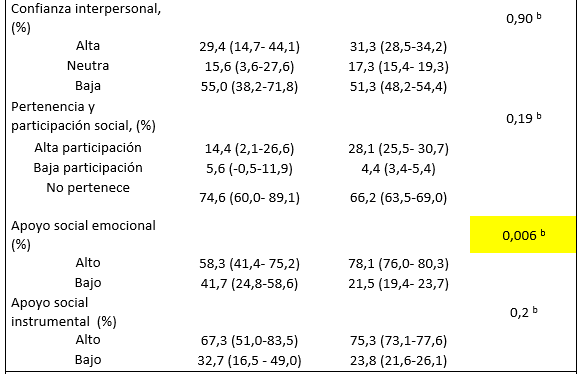 Confianza interpersonal, (%) 0,90 b
Alta 29,4 (14,7- 44,1) 31,3 (28,5-34,2)
Neutra 15,6 (3,6-27,6) 17,3 (15,4- 19,3)
Baja 55,0 (38,2-71,8) 51,3 (48,2-54,4)
Pertenencia y
participación social, (%) 0,19 b
Alta participación 14,4 (2,1-26,6) 28,1 (25,5- 30,7)
Baja participación 5,6 (-0,5-11,9) 4,4 (3,4-5,4)
No pertenece 74,6 (60,0- 89,1) 66,2 (63,5-69,0)
Apoyo social emocional
(%) 0,006 b
Alto 58,3 (41,4- 75,2) 78,1 (76,0- 80,3)
Bajo 41,7 (24,8-58,6) 21,5 (19,4- 23,7)
Apoyo social
instrumental (%) 0,2 b
Alto 67,3 (51,0-83,5) 75,3 (73,1-77,6)
Bajo 32,7 (16,5 - 49,0) 23,8 (21,6-26,1)